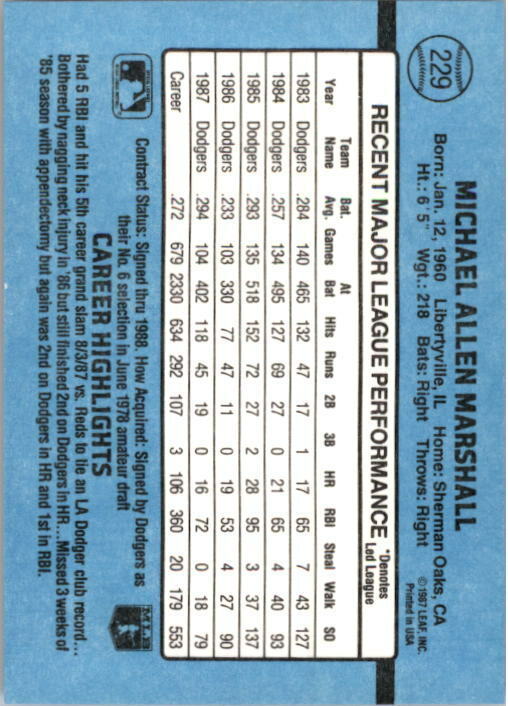 229
MICHAEL ALLEN MARSHALL
Born: Jan. 12, 1960 Libertyville, IL Home: Sherman Oaks, CA
Ht.: 6'5" Wgt.: 218 Bats: Right Throws: Right
© 1987 LEAF, INC.
Printed in USA
RECENT MAJOR LEAGUE PERFORMANCE *Denotes Led League
Year Team Name Bat. Avg. Games At Bat Hits Runs 2B 3B HR RBI Steal Walk SO
1983 Dodgers .284 140 465 132 47 17 1 17 65 7 43 127
1984 Dodgers .257 134 495 127 69 27 0 21 65 4 40 93
1985 Dodgers .293 135 518 152 72 27 2 28 95 3 37 137
1986 Dodgers .233 103 330 77 47 11 0 19 53 4 27 90
1987 Dodgers .294 104 402 118 45 19 0 16 72 0 18 79
Career .272 679 2330 634 292 107 3 106 360 20 179 553
Contract Status: Signed thru 1988. How Acquired: Signed by Dodgers as
their No. 6 selection in June 1978 amateur draft
MLB
CAREER HIGHLIGHTS
Had 5 RBI and hit his 5th career grand slam 8/3/87 vs. Reds to tie an LA Dodger club record...
Bothered by nagging neck injury in '86 but still finished 2nd on Dodgers in HR...Missed 3 weeks of
'85 season with appendectomy but again was 2nd on Dodgers in HR and 1st in RBI.